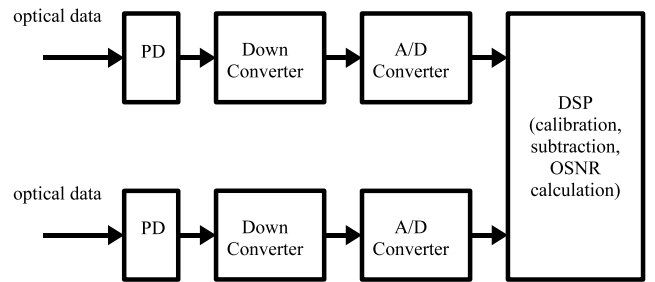 optical data
PD
Down
Converter
A/D
Converter
DSP
(calibration,
subtraction,
OSNR
calculation)
optical data
PD
Down
Converter
A/D
Converter